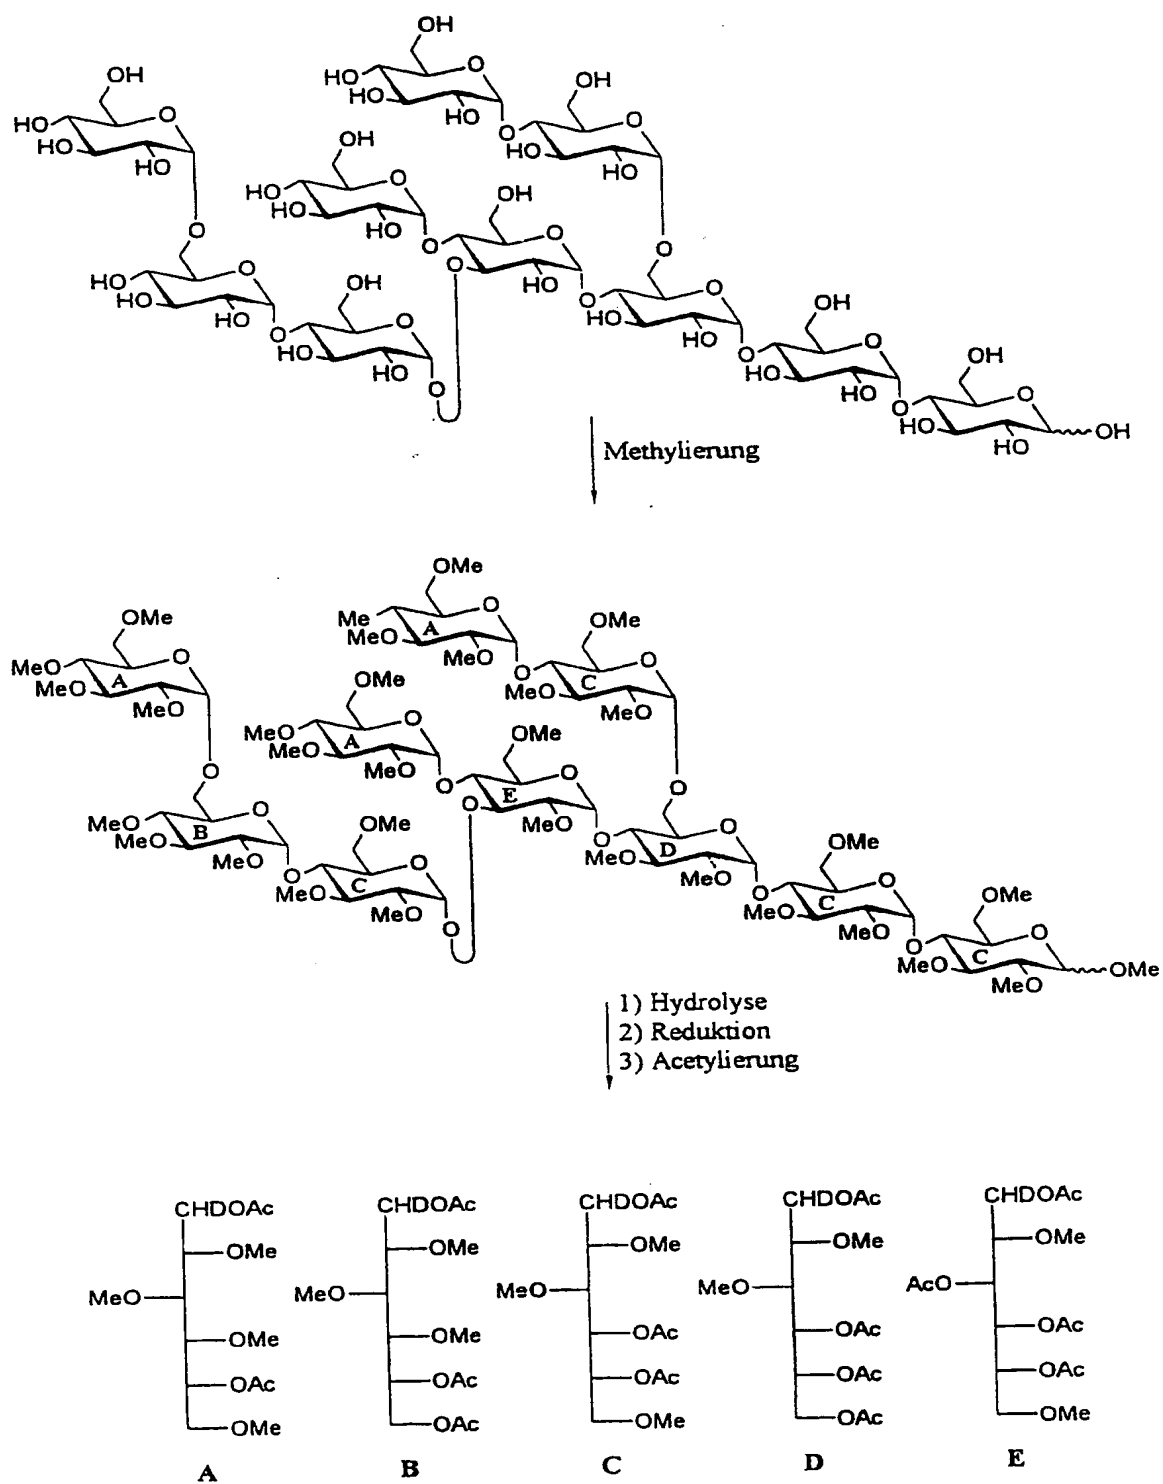 OH
OH HO O OH
HO HO O O
HO O O HO
HO HO OH HO
HO O
HO OH
HO HO O
O HO O O
O O HO
HO HO O OH O O
HO HO O HO HO OH
O HO O HO O O OH
HO HO HO O
O O HO HO OH
Methylierung
OMe
OMe Me O
MeO A MeO OMe
MeO O O O
MeO A MeO OMe MeO C MeO
MeO O OMe
MeO A MeO O E O O O
O O MeO
MeO O O D O
MeO B MeO OMe MeO MeO OMe
O C O O C O OMe
MeO MeO MeO MeO O C O
O MeO MeO OMe
1) Hydrolyse
2) Reduktion
3) Acetylierung
CHDOAc CHDOAc CHDOAc CHDOAc CHDOAc
OMe OMe OMe OMe OMe
MeO MeO MeO MeO AcO
OMe OMe OAc OAc OAc
OAc OAc OAc OAc OAc
OMe OAc OMe OAc OMe
A B C D E